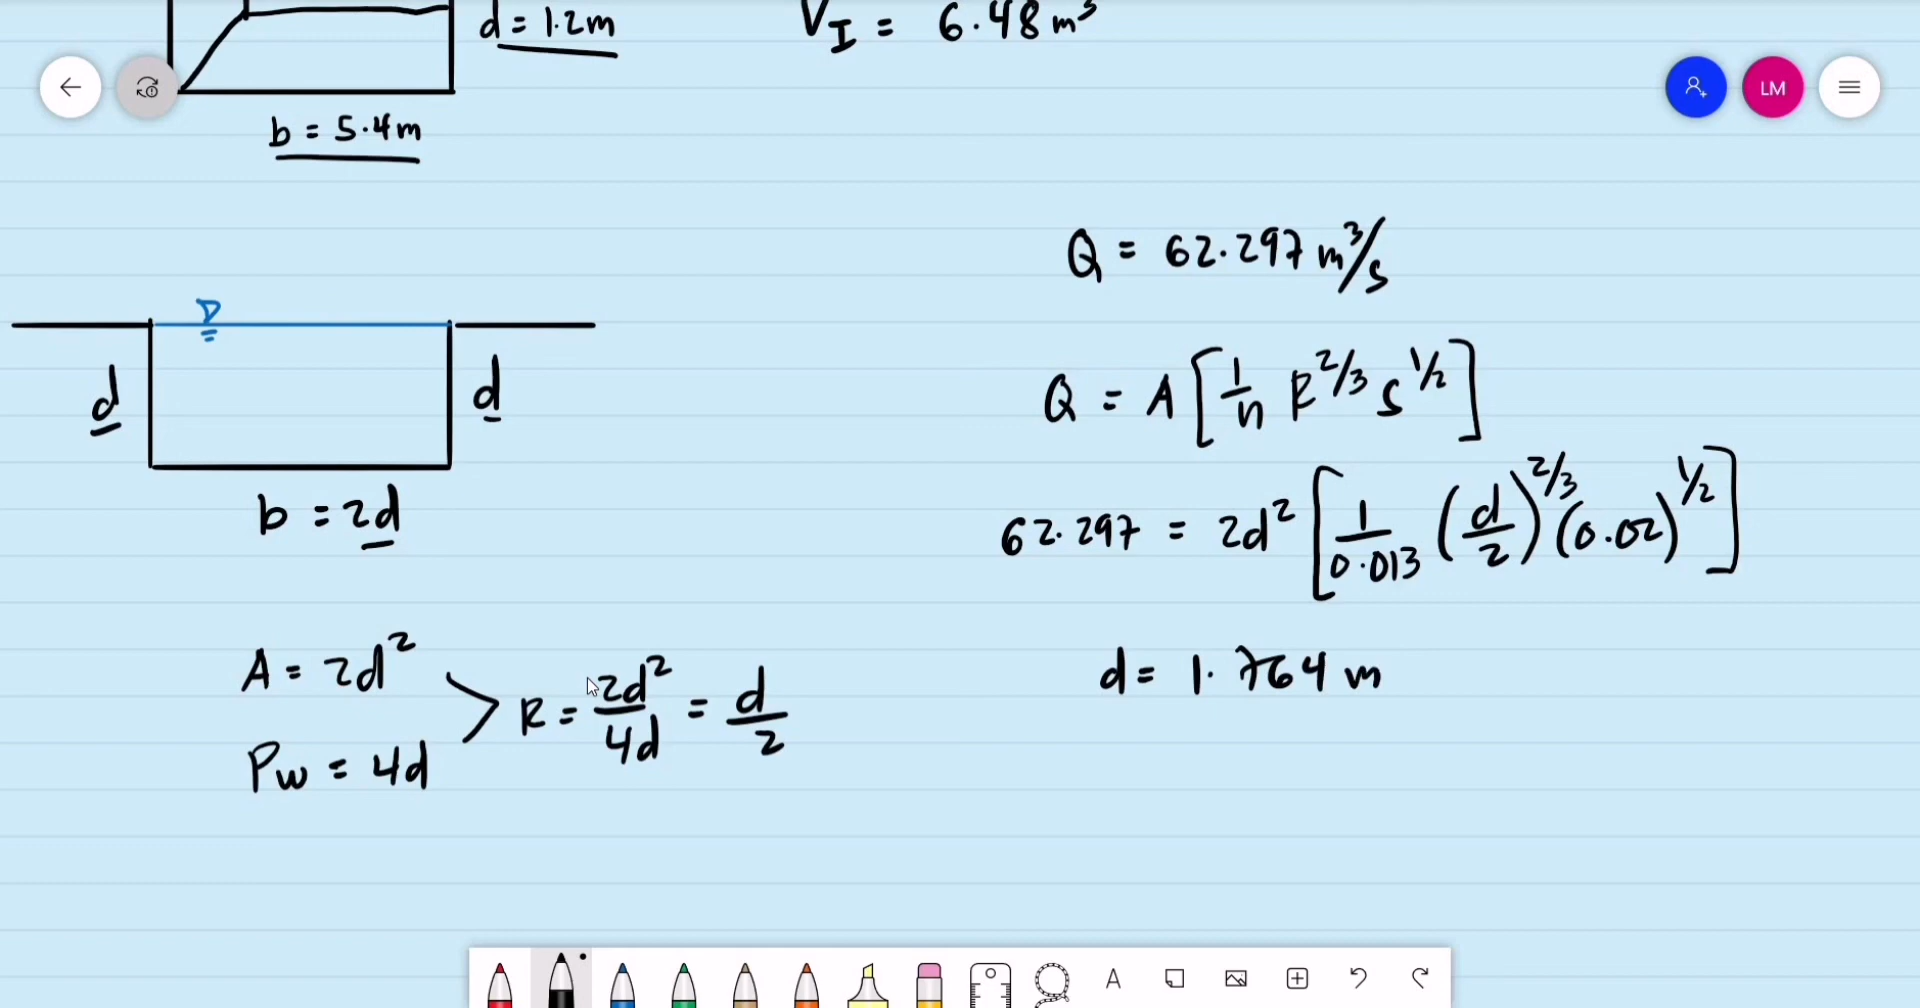 d = 1.2m
V_I = 6.48 m³
LM
b = 5.4m
Q = 62.297 m³/s
d
d
Q = A [ 1/n R^2/3 S^1/2 ]
b = 2d
62.297 = 2d² [ 1/0.013 (d/2)^2/3 (0.02)^1/2 ]
A = 2d²
R = 2d²/4d = d/2
d = 1.764 m
Pw = 4d
A